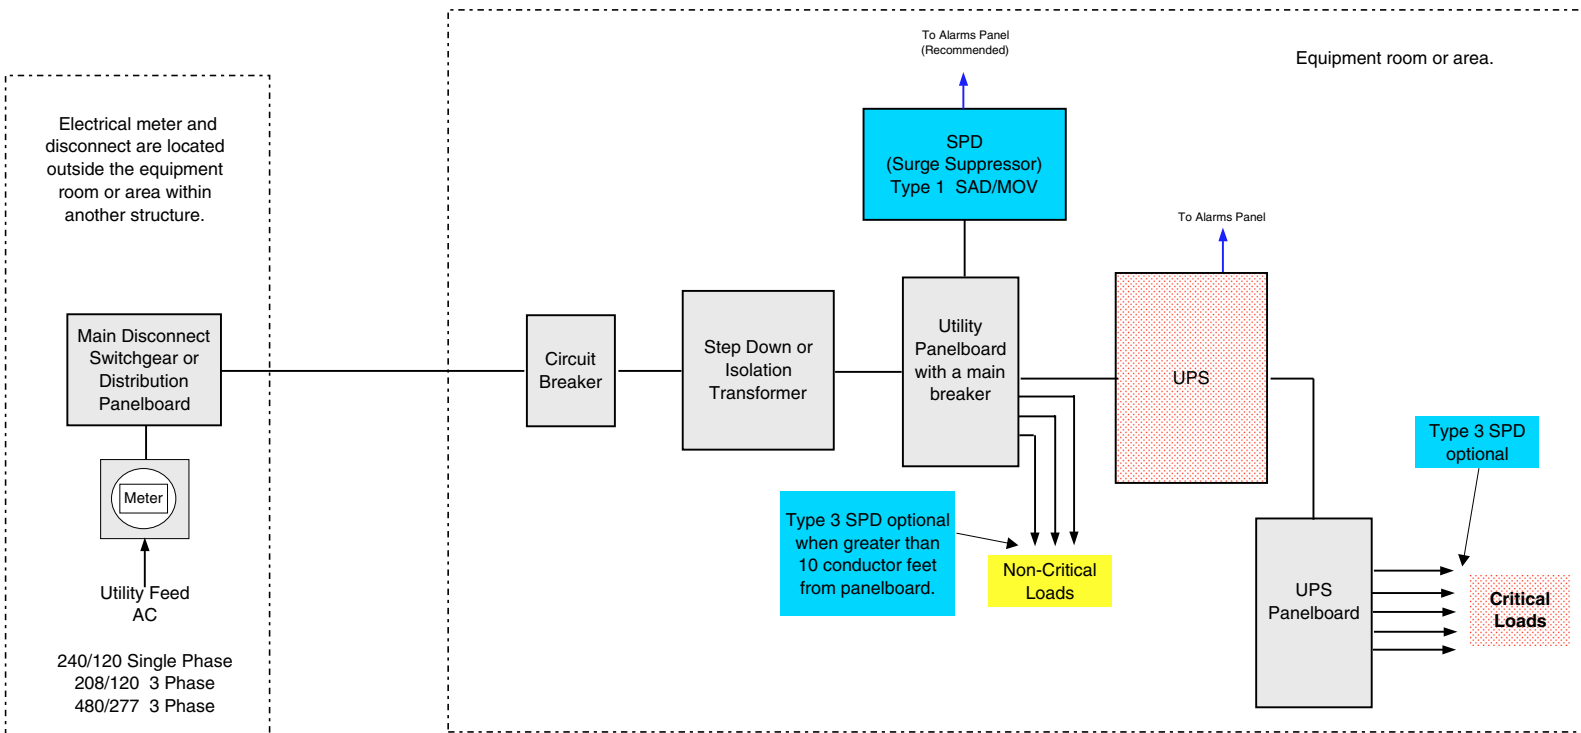 Electrical meter and
disconnect are located
outside the equipment
room or area within
another structure.
Main Disconnect
Switchgear or
Distribution
Panelboard
Meter
Utility Feed
AC
240/120 Single Phase
208/120 3 Phase
480/277 3 Phase
Equipment room or area.
To Alarms Panel
(Recommended)
SPD
(Surge Suppressor)
Type 1 SAD/MOV
Circuit
Breaker
Step Down or
Isolation
Transformer
Utility
Panelboard
with a main
breaker
To Alarms Panel
UPS
Type 3 SPD optional
when greater than
10 conductor feet
from panelboard.
Non-Critical
Loads
Type 3 SPD
optional
UPS
Panelboard
Critical
Loads